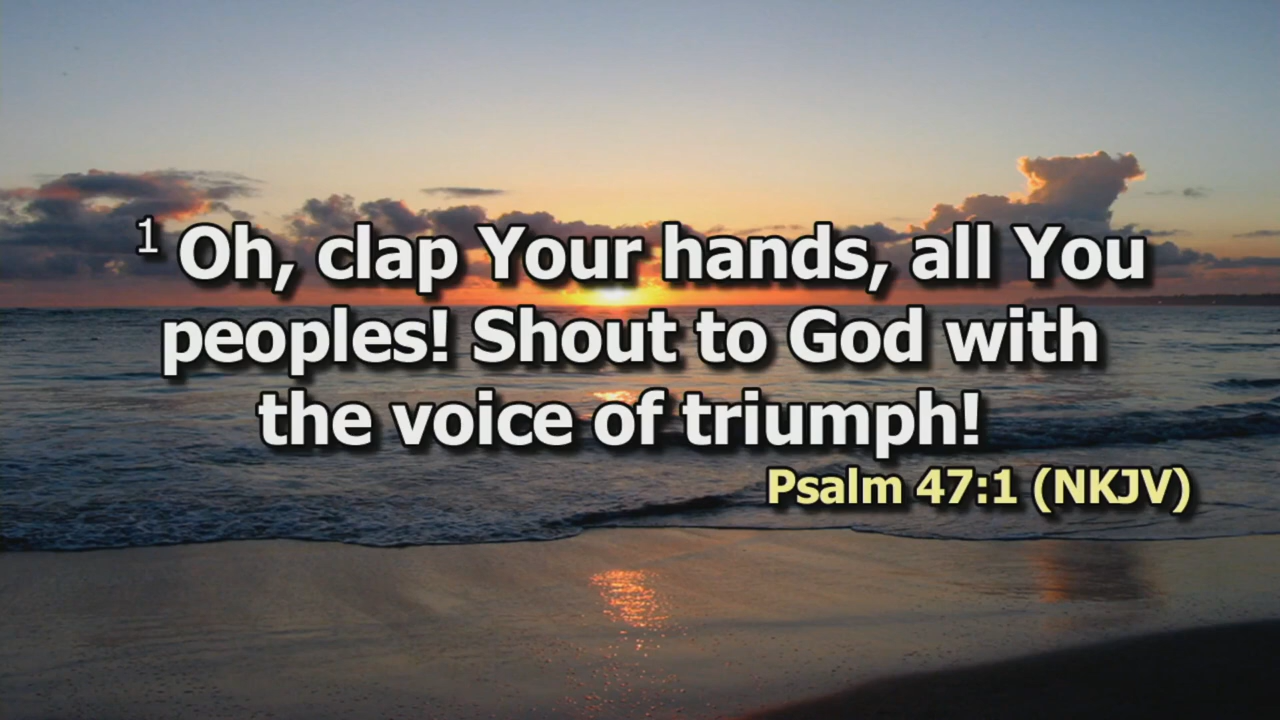 1 Oh, clap Your hands, all You
peoples! Shout to God with
the voice of triumph!
Psalm 47:1 (NKJV)